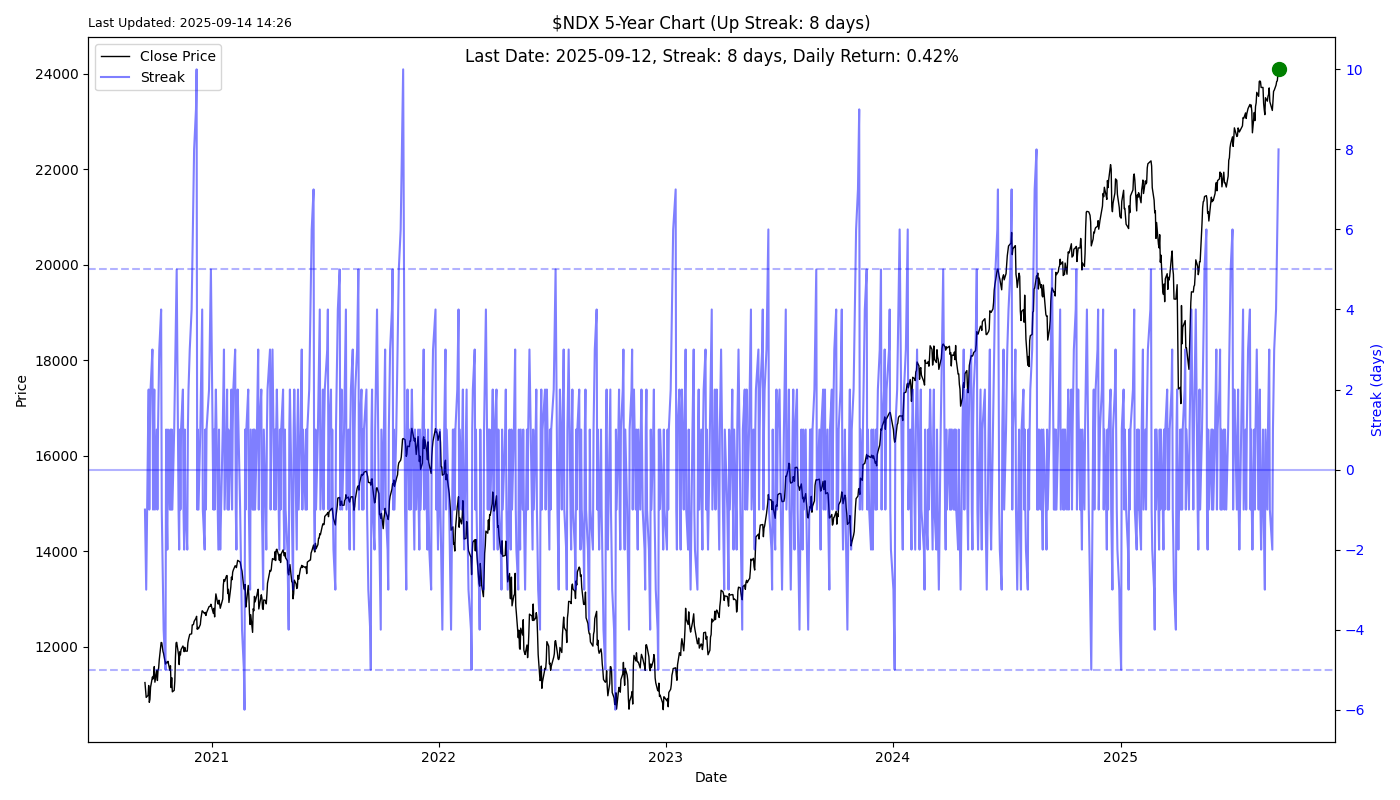 Last Updated: 2025-09-14 14:26
$NDX 5-Year Chart (Up Streak: 8 days)
Last Date: 2025-09-12, Streak: 8 days, Daily Return: 0.42%
Close Price
Streak
24000
22000
20000
18000
16000
14000
12000
Price
10
8
6
4
2
0
−2
−4
−6
Streak (days)
2021
2022
2023
2024
2025
Date